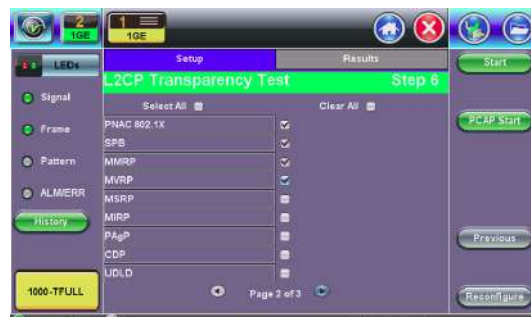 2
1GE
1
1GE
LEDs
Signal
Frame
Pattern
ALM/ERR
History
1000-TFULL
Setup
Results
L2CP Transparency Test
Step 6
Select All
Clear All
PNAC 802.1X
SPB
MMRP
MVRP
MSRP
MIRP
PAgP
CDP
UDLD
Page 2 of 3
Start
PCAP Start
Previous
Reconfigure